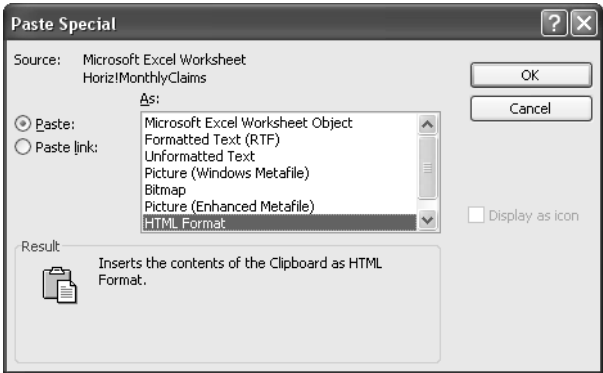 Paste Special
Source: Microsoft Excel Worksheet
Horiz!MonthlyClaims
As:
Paste:
Paste link:
Microsoft Excel Worksheet Object
Formatted Text (RTF)
Unformatted Text
Picture (Windows Metafile)
Bitmap
Picture (Enhanced Metafile)
HTML Format
OK
Cancel
Display as icon
Result
Inserts the contents of the Clipboard as HTML
Format.